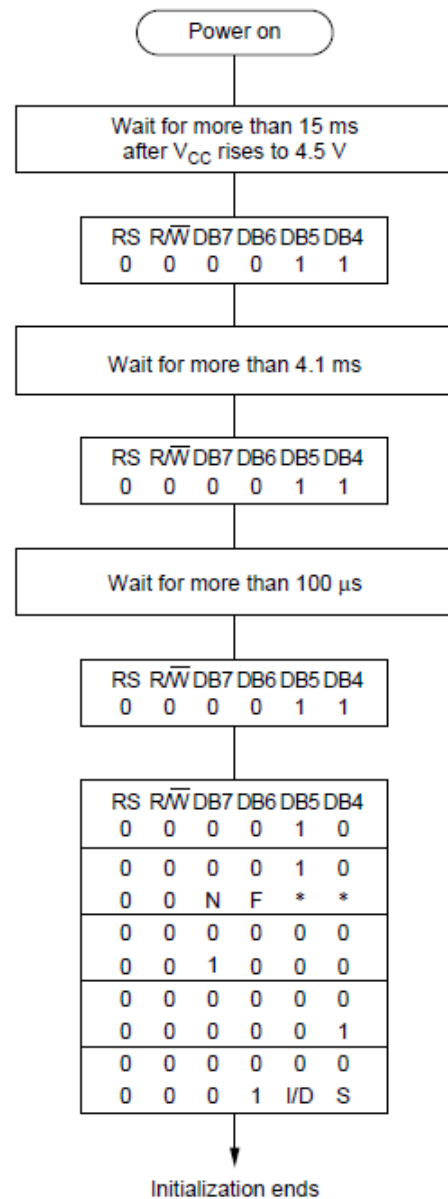 Power on
Wait for more than 15 ms
after VCC rises to 4.5 V
RS R/W̅ DB7 DB6 DB5 DB4
0 0 0 0 1 1
Wait for more than 4.1 ms
RS R/W̅ DB7 DB6 DB5 DB4
0 0 0 0 1 1
Wait for more than 100 μs
RS R/W̅ DB7 DB6 DB5 DB4
0 0 0 0 1 1
RS R/W̅ DB7 DB6 DB5 DB4
0 0 0 0 1 0
0 0 0 0 1 0
0 0 N F * *
0 0 0 0 0 0
0 0 1 0 0 0
0 0 0 0 0 0
0 0 0 0 0 1
0 0 0 0 0 0
0 0 0 1 I/D S
Initialization ends